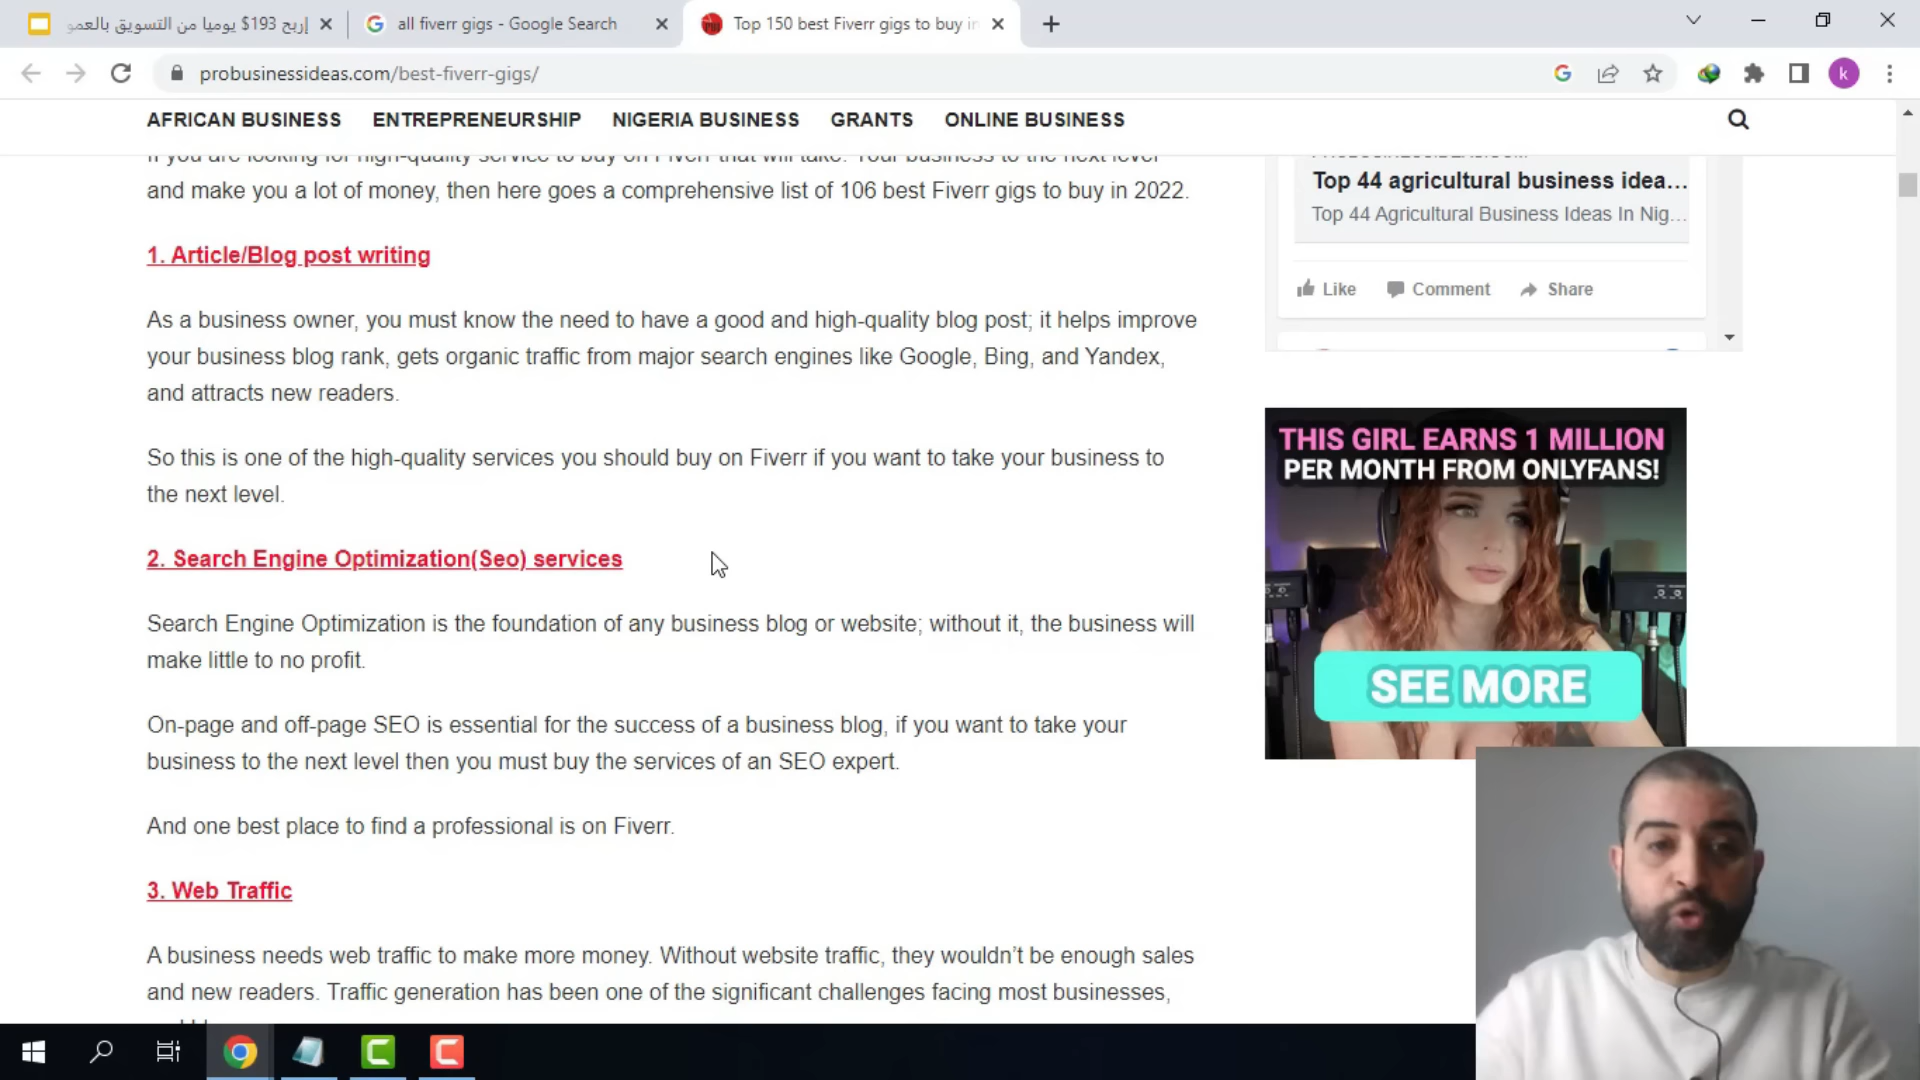 إربح 193$ يوميا من التسويق بالعمو
all fiverr gigs - Google Search
Top 150 best Fiverr gigs to buy in
probusinessideas.com/best-fiverr-gigs/
k
AFRICAN BUSINESS ENTREPRENEURSHIP NIGERIA BUSINESS GRANTS ONLINE BUSINESS
If you are looking for high-quality service to buy on Fiverr that will take. Your business to the next level
and make you a lot of money, then here goes a comprehensive list of 106 best Fiverr gigs to buy in 2022.
1. Article/Blog post writing
As a business owner, you must know the need to have a good and high-quality blog post; it helps improve
your business blog rank, gets organic traffic from major search engines like Google, Bing, and Yandex,
and attracts new readers.
So this is one of the high-quality services you should buy on Fiverr if you want to take your business to
the next level.
2. Search Engine Optimization(Seo) services
Search Engine Optimization is the foundation of any business blog or website; without it, the business will
make little to no profit.
On-page and off-page SEO is essential for the success of a business blog, if you want to take your
business to the next level then you must buy the services of an SEO expert.
And one best place to find a professional is on Fiverr.
3. Web Traffic
A business needs web traffic to make more money. Without website traffic, they wouldn’t be enough sales
and new readers. Traffic generation has been one of the significant challenges facing most businesses,
PROBUSINESSIDEAS.COM
Top 44 agricultural business idea...
Top 44 Agricultural Business Ideas In Nig...
Like Comment Share
THIS GIRL EARNS 1 MILLION
PER MONTH FROM ONLYFANS!
SEE MORE